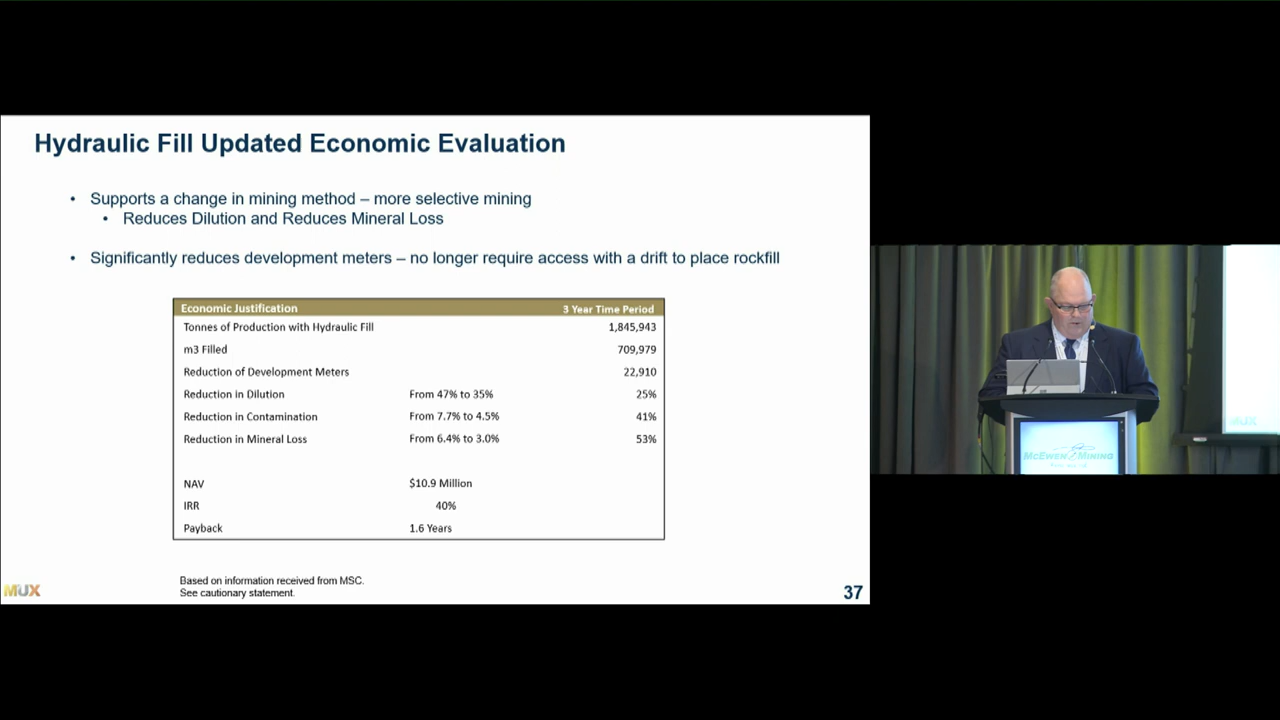 Hydraulic Fill Updated Economic Evaluation
• Supports a change in mining method – more selective mining
• Reduces Dilution and Reduces Mineral Loss
• Significantly reduces development meters – no longer require access with a drift to place rockfill
Economic Justification 3 Year Time Period
Tonnes of Production with Hydraulic Fill 1,845,943
m3 Filled 709,979
Reduction of Development Meters 22,910
Reduction in Dilution From 47% to 35% 25%
Reduction in Contamination From 7.7% to 4.5% 41%
Reduction in Mineral Loss From 6.4% to 3.0% 53%
NAV $10.9 Million
IRR 40%
Payback 1.6 Years
Based on information received from MSC.
See cautionary statement.
MUX
37
McEWEN MINING
MUX